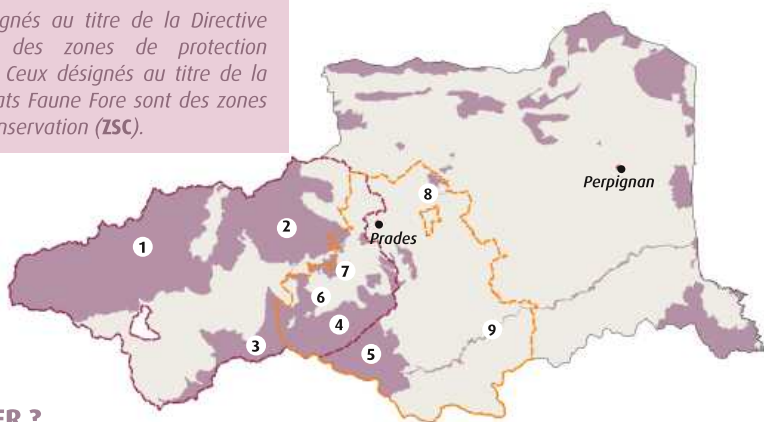 gnés au titre de la Directive
des zones de protection
Ceux désignés au titre de la
ats Faune Fore sont des zones
nservation (ZSC).
Perpignan
8
2
Prades
1
7
6
4
9
3
5
ER ?